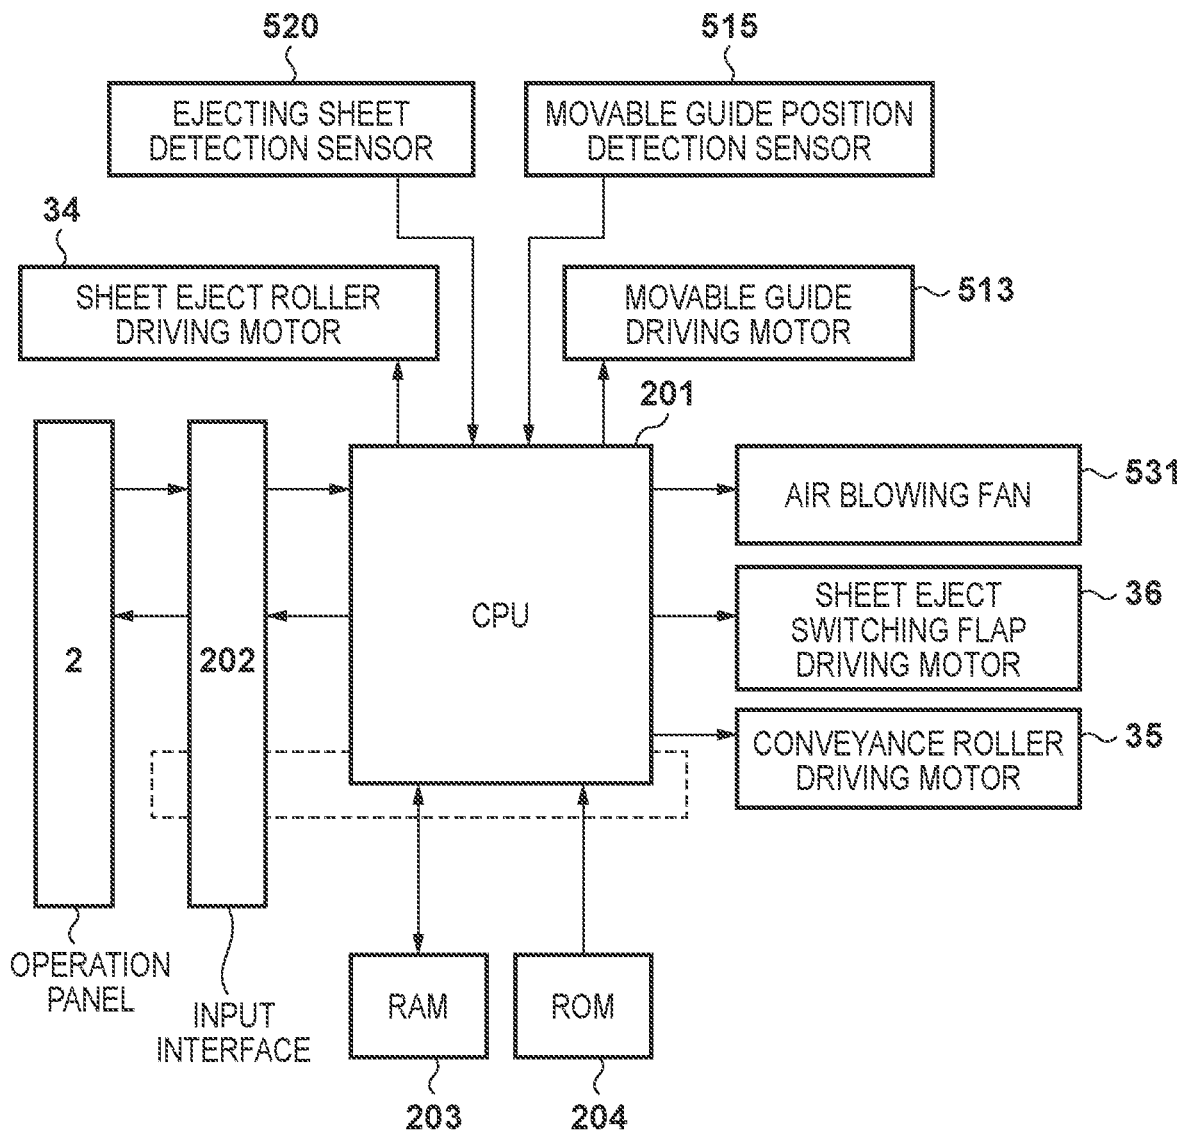 520
515
EJECTING SHEET
DETECTION SENSOR
MOVABLE GUIDE POSITION
DETECTION SENSOR
34
SHEET EJECT ROLLER
DRIVING MOTOR
MOVABLE GUIDE
DRIVING MOTOR
513
201
AIR BLOWING FAN
531
2
202
CPU
SHEET EJECT
SWITCHING FLAP
DRIVING MOTOR
36
CONVEYANCE ROLLER
DRIVING MOTOR
35
OPERATION
PANEL
INPUT
INTERFACE
RAM
ROM
203
204